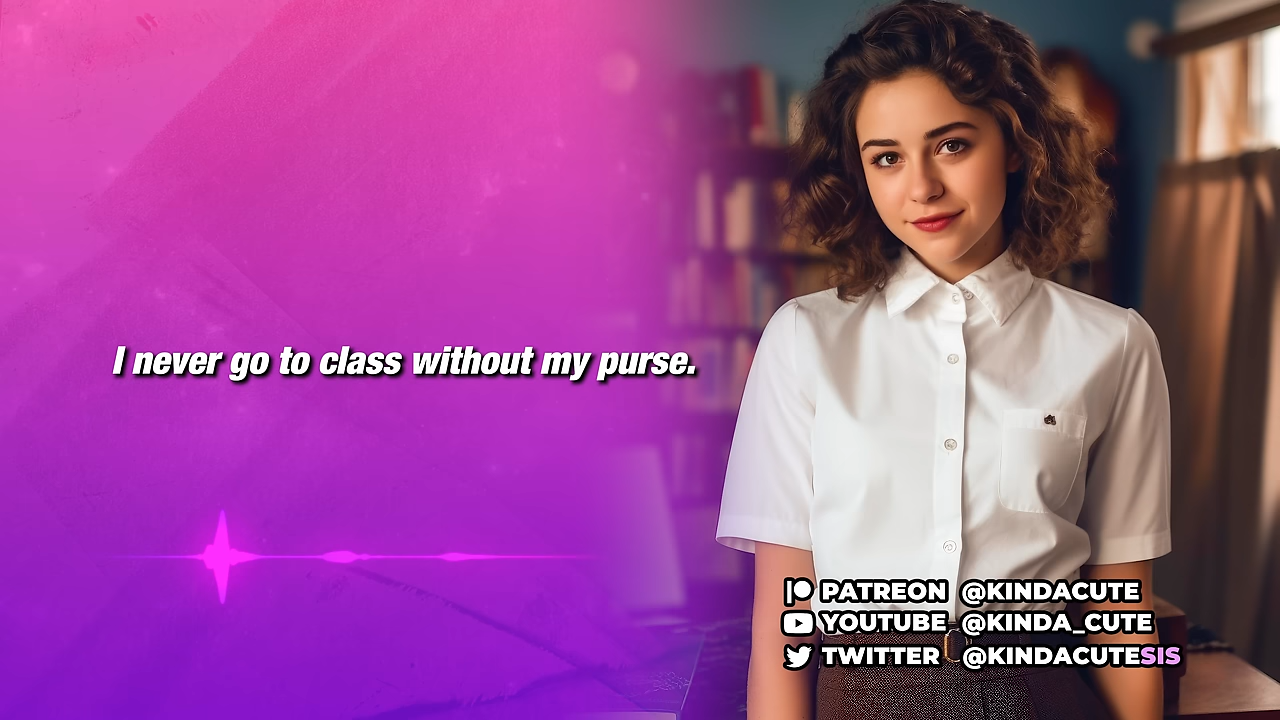 I never go to class without my purse.
PATREON @KINDACUTE
YOUTUBE @KINDA_CUTE
TWITTER @KINDACUTESIS